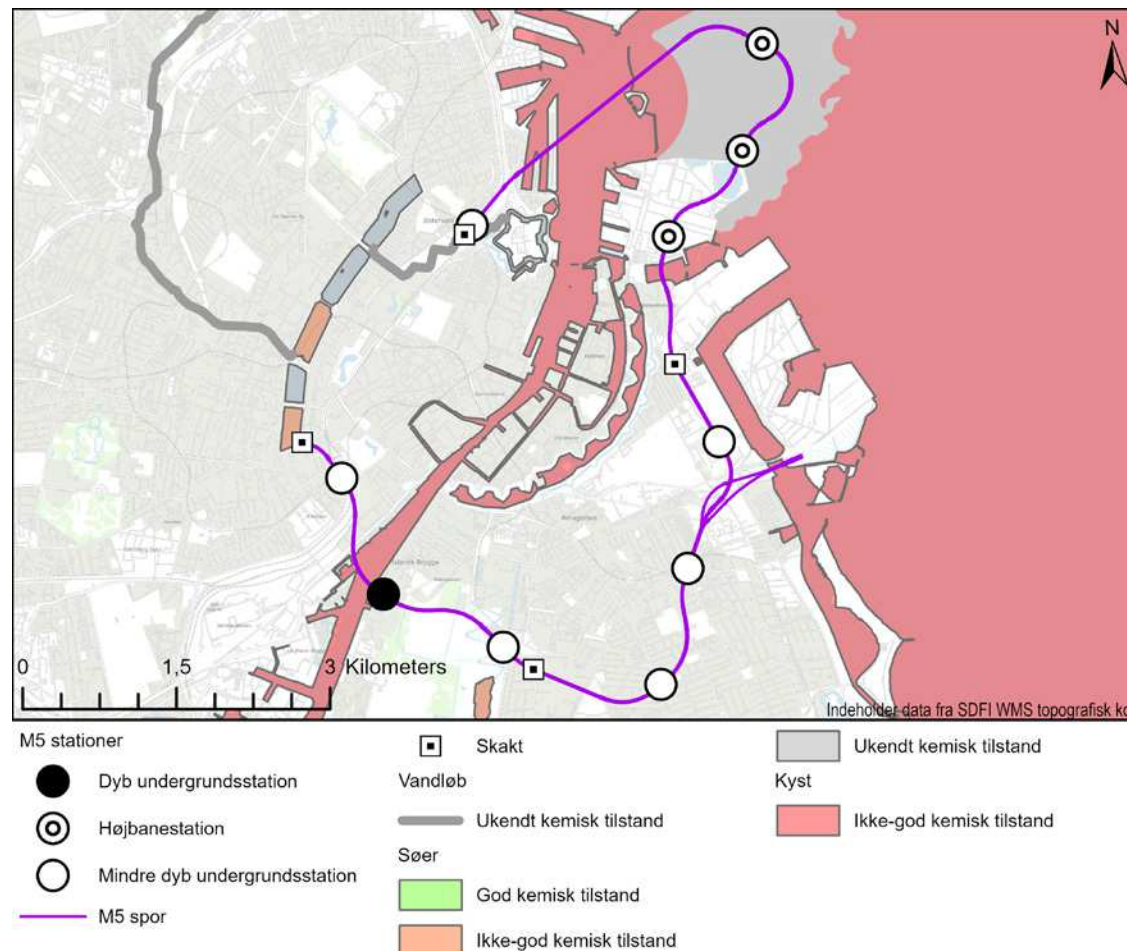 N
Østerbro
0 1,5 3 Kilometers
Indeholder data fra SDFI WMS topografisk ko
M5 stationer
Dyb undergrundsstation
Højbanestation
Mindre dyb undergrundsstation
M5 spor
Skakt
Vandløb
Ukendt kemisk tilstand
Søer
God kemisk tilstand
Ikke-god kemisk tilstand
Ukendt kemisk tilstand
Kyst
Ikke-god kemisk tilstand